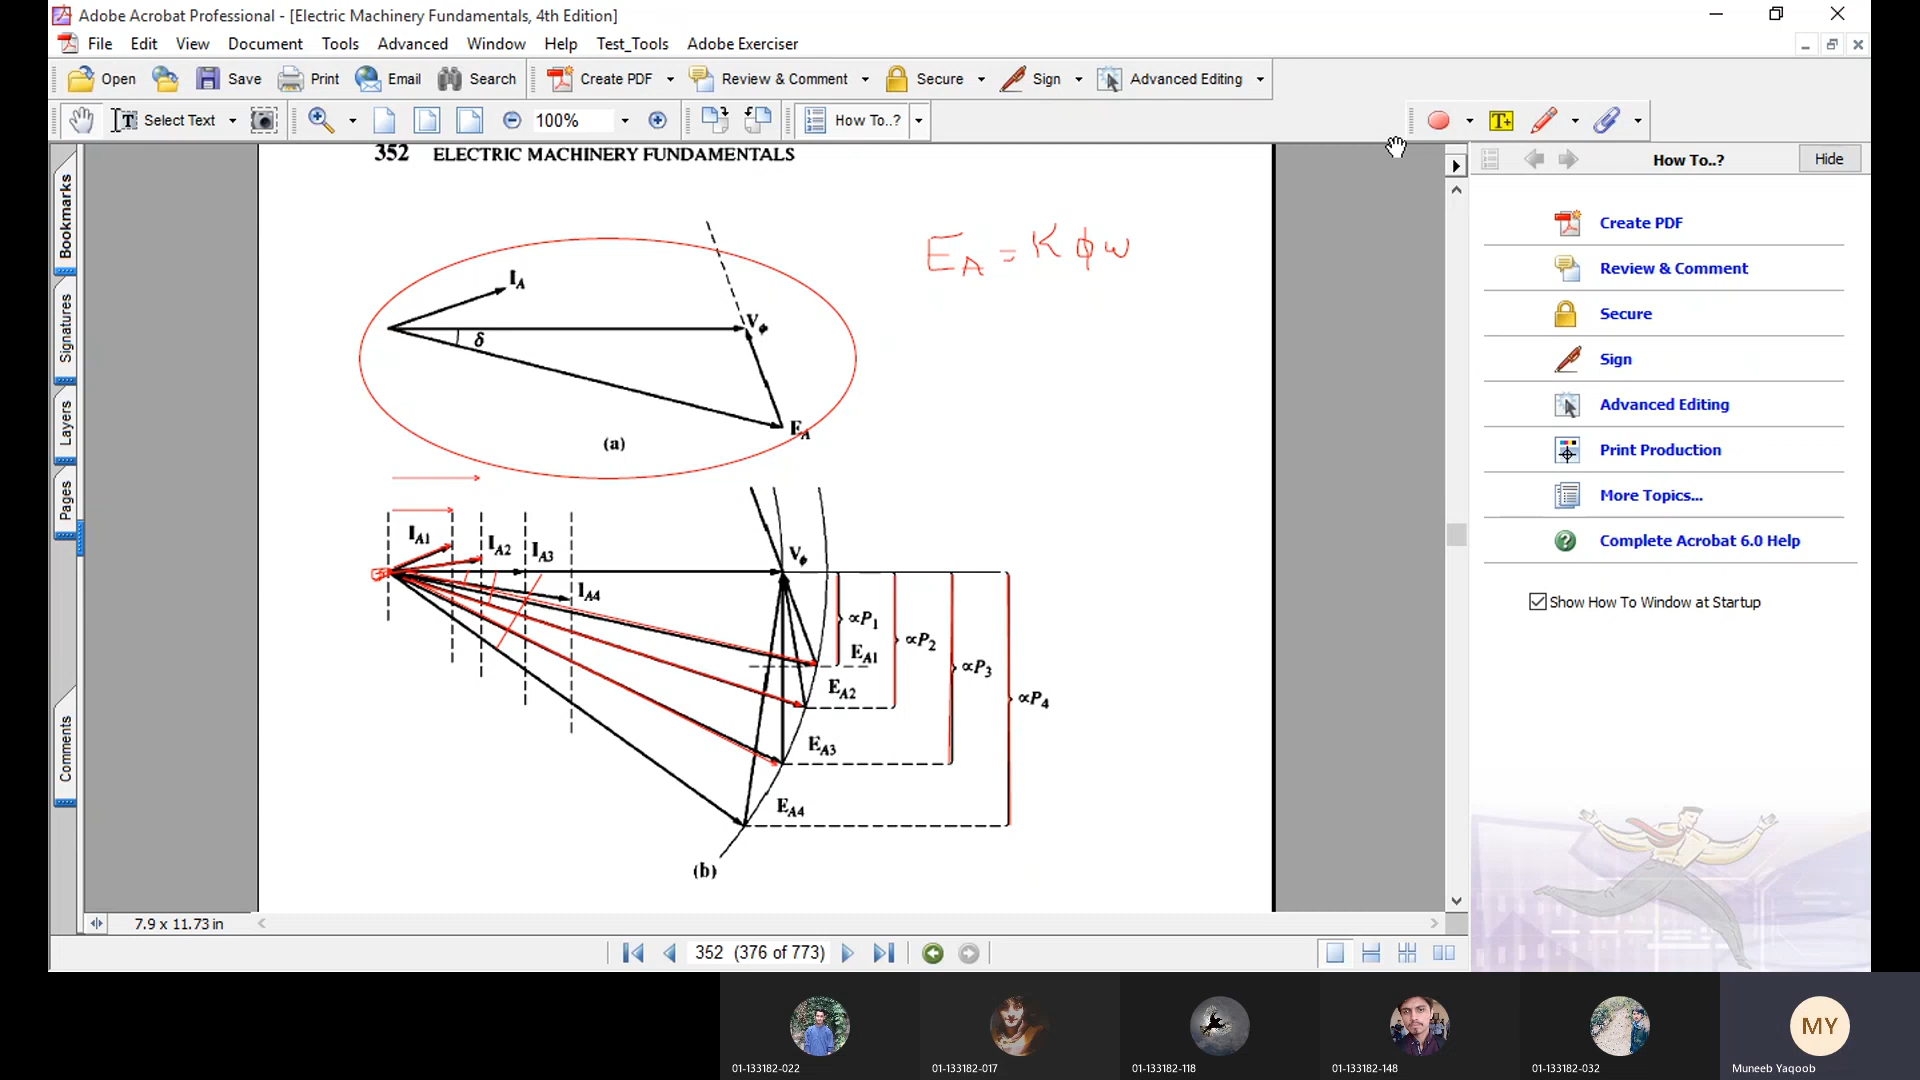 Adobe Acrobat Professional - [Electric Machinery Fundamentals, 4th Edition]
File Edit View Document Tools Advanced Window Help Test_Tools Adobe Exerciser
Open Save Print Email Search Create PDF Review & Comment Secure Sign Advanced Editing
Select Text 100% How To..? T+
How To..? Hide
Bookmarks
Signatures
Layers
Pages
Comments
352 ELECTRIC MACHINERY FUNDAMENTALS
E_A = K ϕ ω
I_A
V_ϕ
δ
E_A
(a)
I_A1 I_A2 I_A3
V_ϕ
I_A4
∝P1
∝P2
E_A1
∝P3
E_A2
∝P4
E_A3
E_A4
(b)
Create PDF
Review & Comment
Secure
Sign
Advanced Editing
Print Production
More Topics...
Complete Acrobat 6.0 Help
Show How To Window at Startup
7.9 x 11.73 in
352 (376 of 773)
MY
01-133182-022 01-133182-017 01-133182-118 01-133182-148 01-133182-032 Muneeb Yaqoob